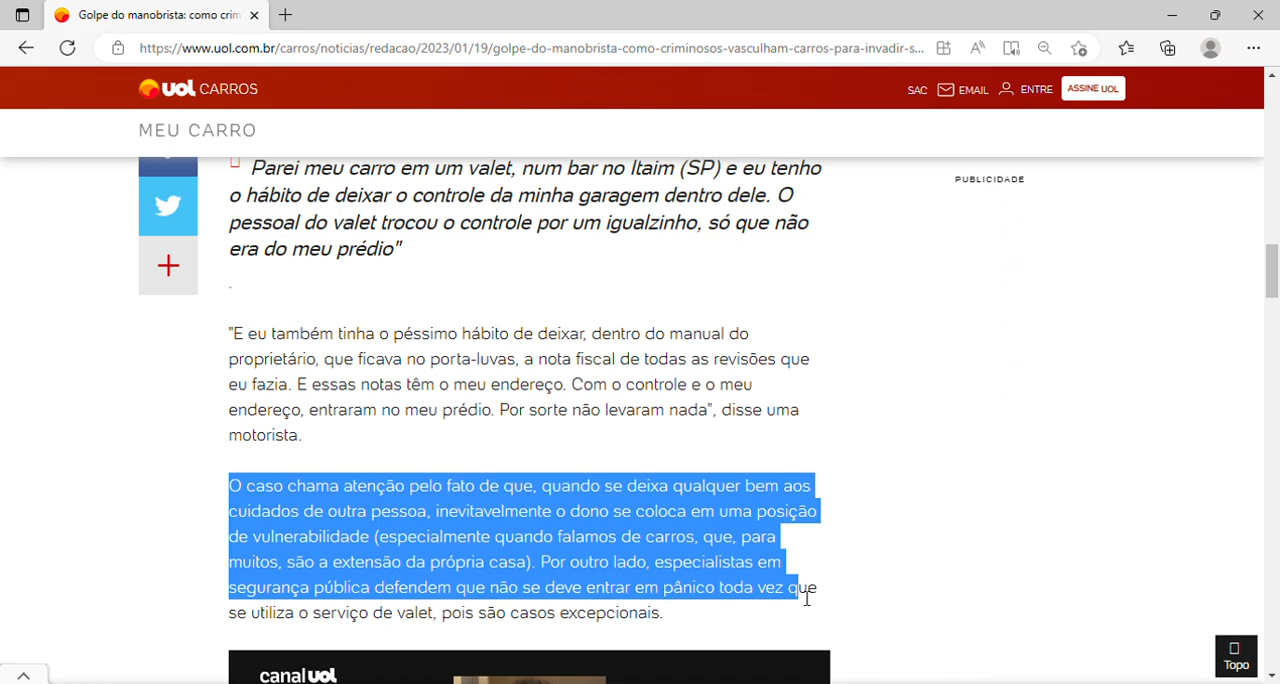 Golpe do manobrista: como crim
https://www.uol.com.br/carros/noticias/redacao/2023/01/19/golpe-do-manobrista-como-criminosos-vasculham-carros-para-invadir-s...
uol CARROS
SAC EMAIL ENTRE ASSINE UOL
MEU CARRO
PUBLICIDADE
Parei meu carro em um valet, num bar no Itaim (SP) e eu tenho
o hábito de deixar o controle da minha garagem dentro dele. O
pessoal do valet trocou o controle por um igualzinho, só que não
era do meu prédio"
.
"E eu também tinha o péssimo hábito de deixar, dentro do manual do
proprietário, que ficava no porta-luvas, a nota fiscal de todas as revisões que
eu fazia. E essas notas têm o meu endereço. Com o controle e o meu
endereço, entraram no meu prédio. Por sorte não levaram nada", disse uma
motorista.
O caso chama atenção pelo fato de que, quando se deixa qualquer bem aos
cuidados de outra pessoa, inevitavelmente o dono se coloca em uma posição
de vulnerabilidade (especialmente quando falamos de carros, que, para
muitos, são a extensão da própria casa). Por outro lado, especialistas em
segurança pública defendem que não se deve entrar em pânico toda vez que
se utiliza o serviço de valet, pois são casos excepcionais.
canal uol
Topo